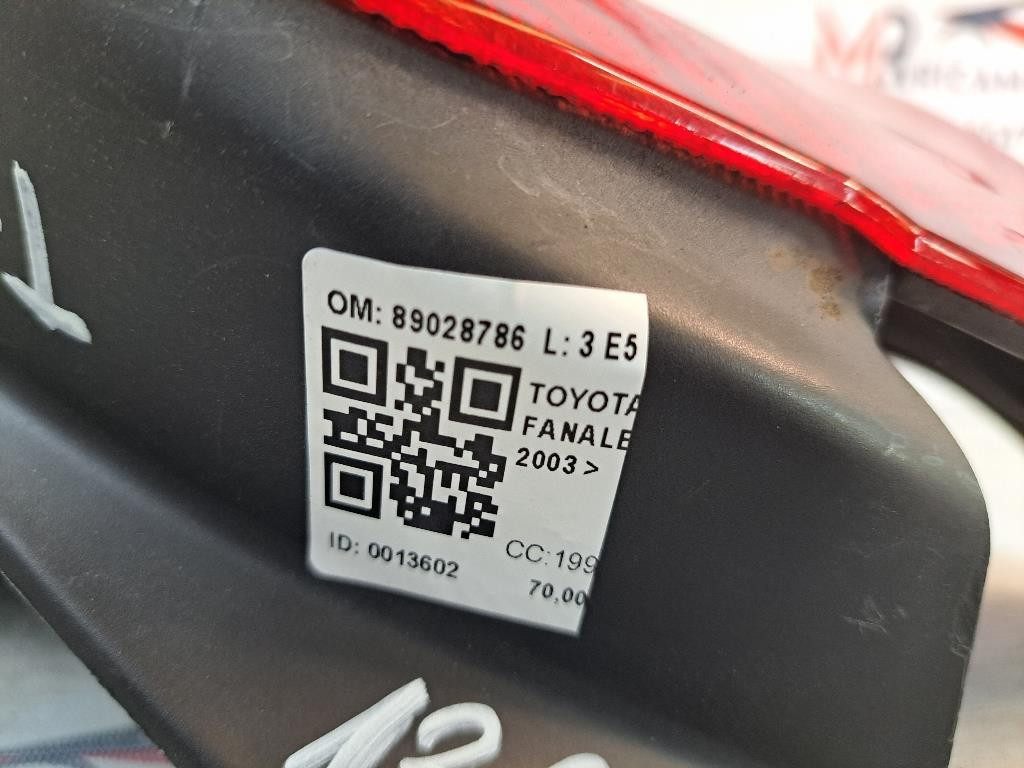 OM: 89028786 L: 3 E5
TOYOTA
FANALE
2003 >
CC:199
ID: 0013602
70,00